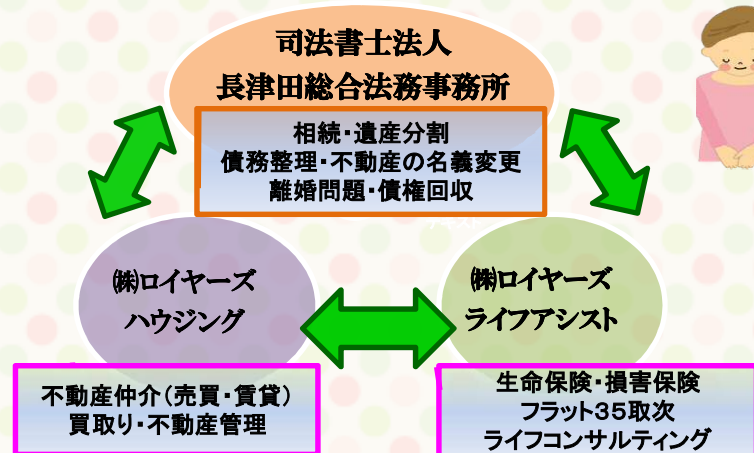 司法書士法人
長津田総合法務事務所
相続・遺産分割
債務整理・不動産の名義変更
離婚問題・債権回収
テキスト
㈱ロイヤーズ
ハウジング
㈱ロイヤーズ
ライフアシスト
不動産仲介（売買・賃貸）
買取り・不動産管理
生命保険・損害保険
フラット３５取次
ライフコンサルティング